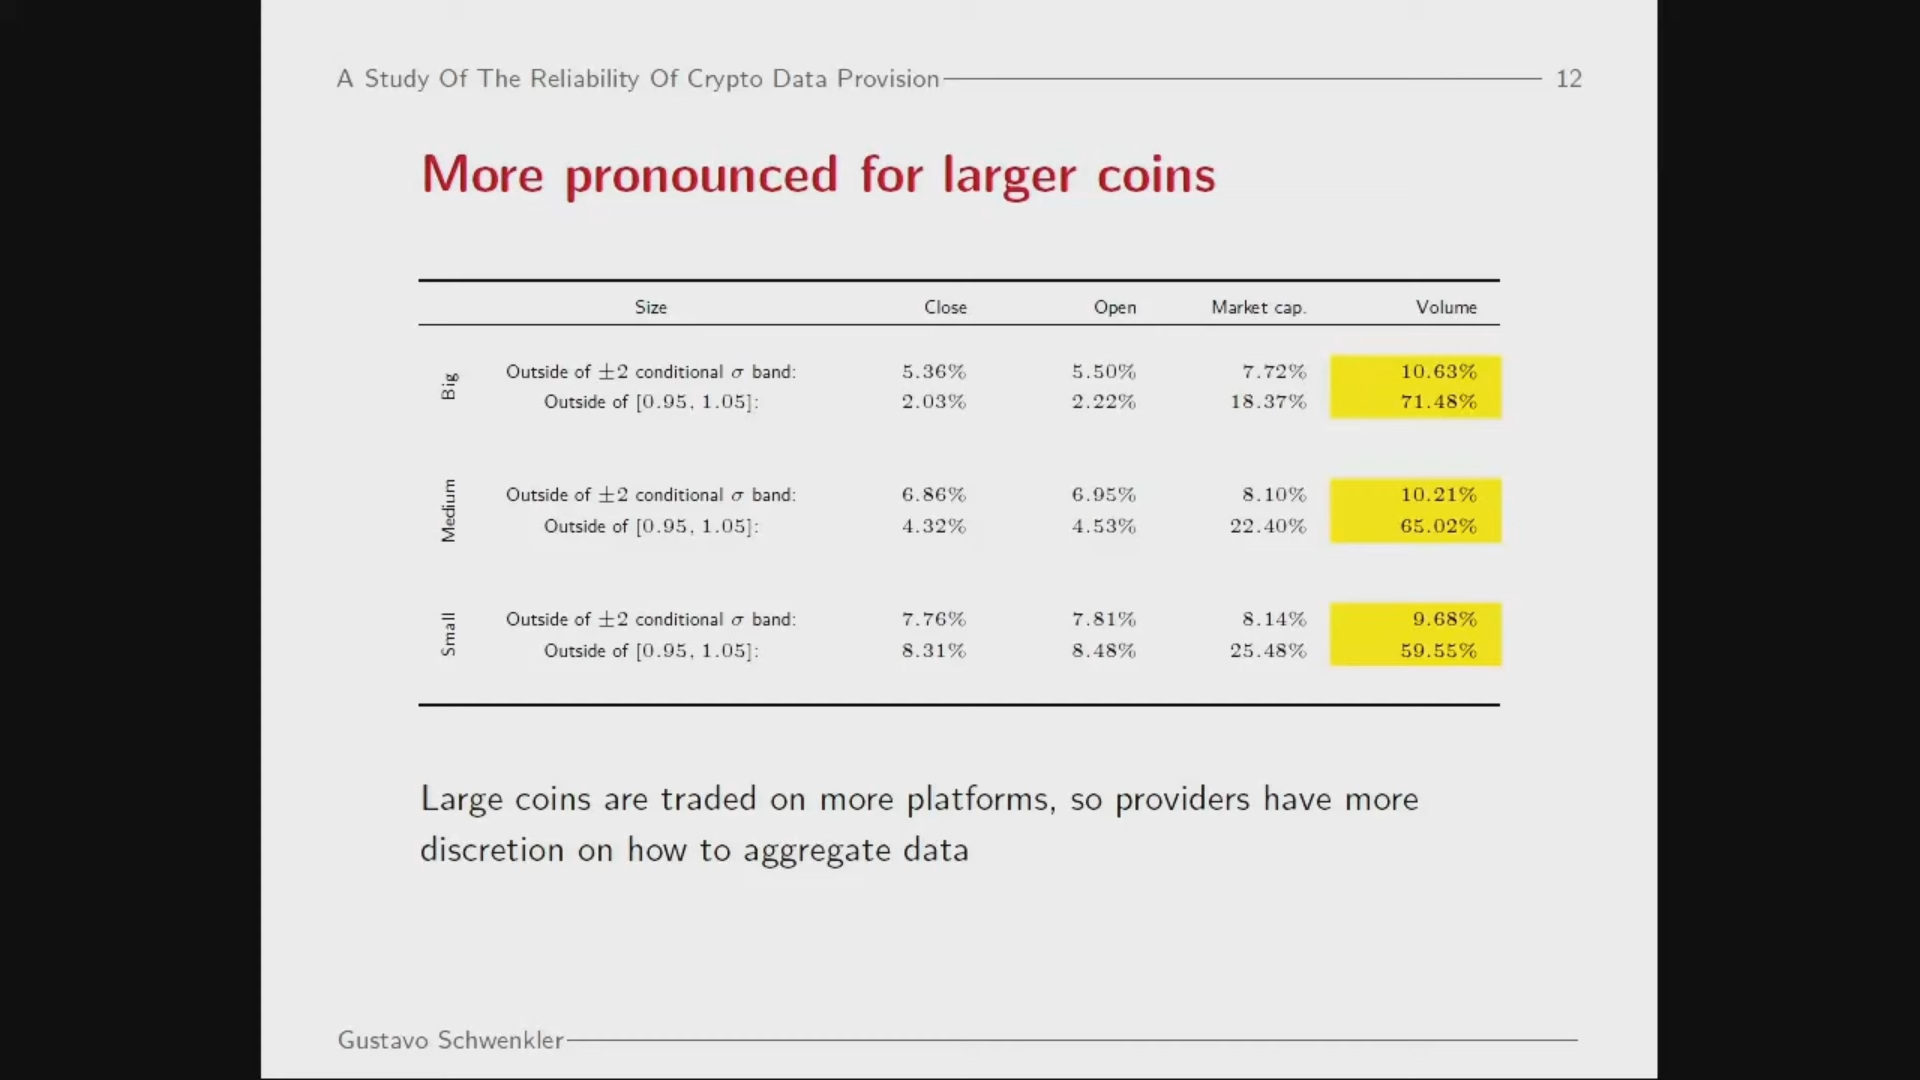 A Study Of The Reliability Of Crypto Data Provision 12
More pronounced for larger coins
Size Close Open Market cap. Volume
Big
Outside of ±2 conditional σ band: 5.36% 5.50% 7.72% 10.63%
Outside of [0.95, 1.05]: 2.03% 2.22% 18.37% 71.48%
Medium
Outside of ±2 conditional σ band: 6.86% 6.95% 8.10% 10.21%
Outside of [0.95, 1.05]: 4.32% 4.53% 22.40% 65.02%
Small
Outside of ±2 conditional σ band: 7.76% 7.81% 8.14% 9.68%
Outside of [0.95, 1.05]: 8.31% 8.48% 25.48% 59.55%
Large coins are traded on more platforms, so providers have more
discretion on how to aggregate data
Gustavo Schwenkler